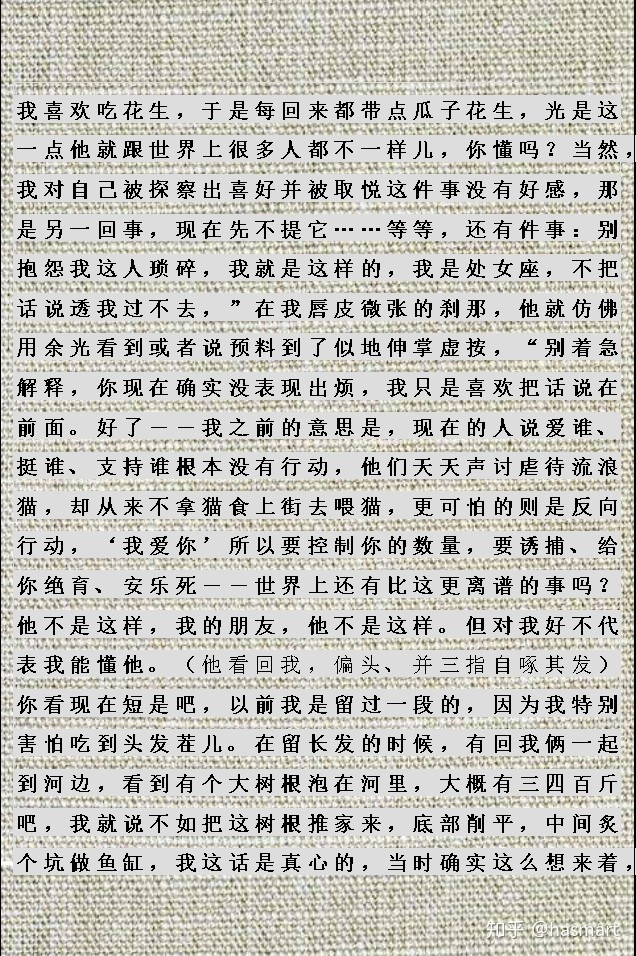 我喜欢吃花生，于是每回来都带点瓜子花生，光是这
一点他就跟世界上很多人都不一样儿，你懂吗？当然，
我对自己被探察出喜好并被取悦这件事没有好感，那
是另一回事，现在先不提它……等等，还有件事：别
抱怨我这人琐碎，我就是这样的，我是处女座，不把
话说透我过不去，”在我唇皮微张的刹那，他就仿佛
用余光看到或者说预料到了似地伸掌虚按，“别着急
解释，你现在确实没表现出烦，我只是喜欢把话说在
前面。好了——我之前的意思是，现在的人说爱谁、
挺谁、支持谁根本没有行动，他们天天声讨虐待流浪
猫，却从来不拿猫食上街去喂猫，更可怕的则是反向
行动，‘我爱你’所以要控制你的数量，要诱捕、给
你绝育、安乐死——世界上还有比这更离谱的事吗？
他不是这样，我的朋友，他不是这样。但对我好不代
表我能懂他。（他看回我，偏头、并三指自啄其发）
你看现在短是吧，以前我是留过一段的，因为我特别
害怕吃到头发茬儿。在留长发的时候，有回我俩一起
到河边，看到有个大树根泡在河里，大概有三四百斤
吧，我就说不如把这树根推家来，底部削平，中间炙
个坑做鱼缸，我这话是真心的，当时确实这么想来着，
知乎 @hasmart